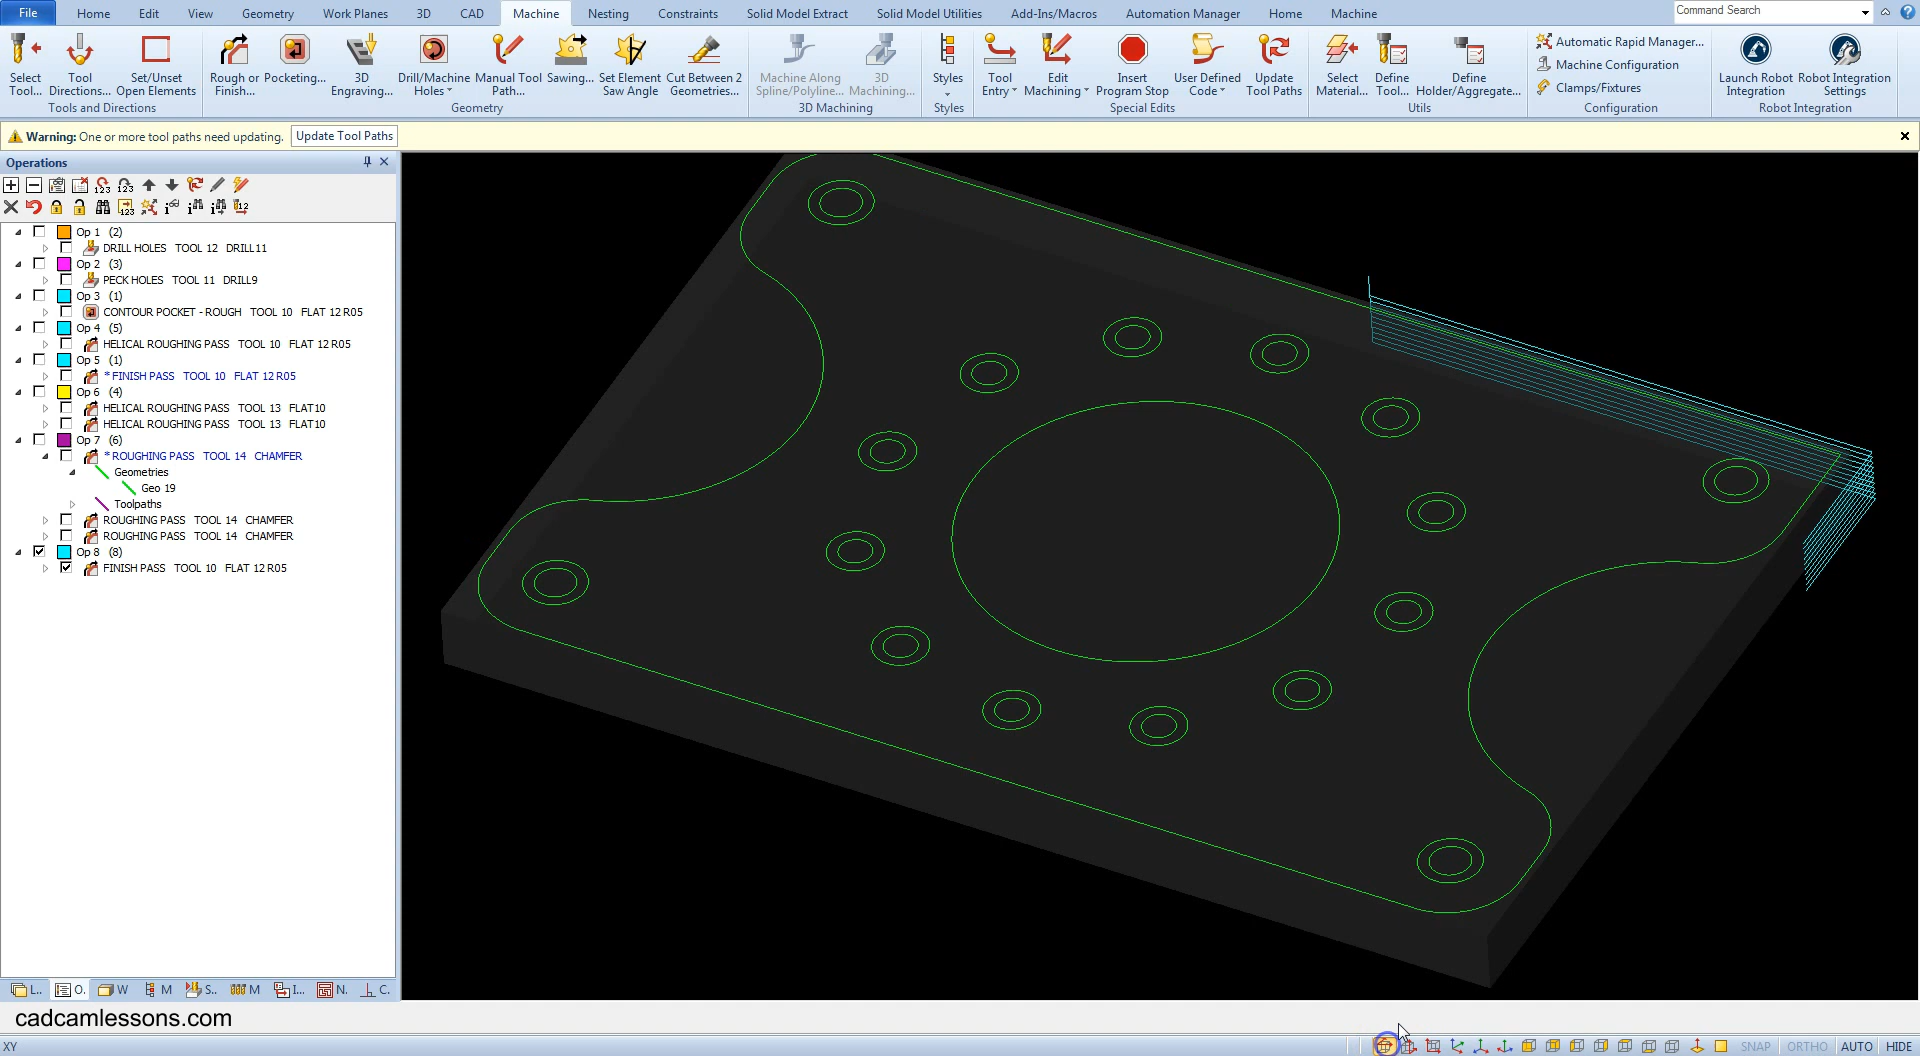 File Home Edit View Geometry Work Planes 3D CAD Machine Nesting Constraints Solid Model Extract Solid Model Utilities Add-Ins/Macros Automation Manager Home Machine Command Search
Select Tool... Tool Directions... Set/Unset Open Elements Rough or Finish... Pocketing... 3D Engraving... Drill/Machine Holes Manual Tool Path... Sawing... Set Element Saw Angle Cut Between 2 Geometries... Machine Along Spline/Polyline... 3D Machining... Styles Tool Entry Edit Machining Insert Program Stop User Defined Code Update Tool Paths Select Material... Define Tool... Define Holder/Aggregate... Automatic Rapid Manager... Machine Configuration Clamps/Fixtures Launch Robot Integration Robot Integration Settings
Tools and Directions Geometry 3D Machining Styles Special Edits Utils Configuration Robot Integration
Warning: One or more tool paths need updating. Update Tool Paths
Operations
Op 1 (2)
DRILL HOLES TOOL 12 DRILL11
Op 2 (3)
PECK HOLES TOOL 11 DRILL9
Op 3 (1)
CONTOUR POCKET - ROUGH TOOL 10 FLAT 12 R05
Op 4 (5)
HELICAL ROUGHING PASS TOOL 10 FLAT 12 R05
Op 5 (1)
* FINISH PASS TOOL 10 FLAT 12 R05
Op 6 (4)
HELICAL ROUGHING PASS TOOL 13 FLAT10
HELICAL ROUGHING PASS TOOL 13 FLAT10
Op 7 (6)
* ROUGHING PASS TOOL 14 CHAMFER
Geometries
Geo 19
Toolpaths
ROUGHING PASS TOOL 14 CHAMFER
ROUGHING PASS TOOL 14 CHAMFER
Op 8 (8)
FINISH PASS TOOL 10 FLAT 12 R05
L.. O. W M S.. M I... N. C.
cadcamlessons.com
XY SNAP ORTHO AUTO HIDE